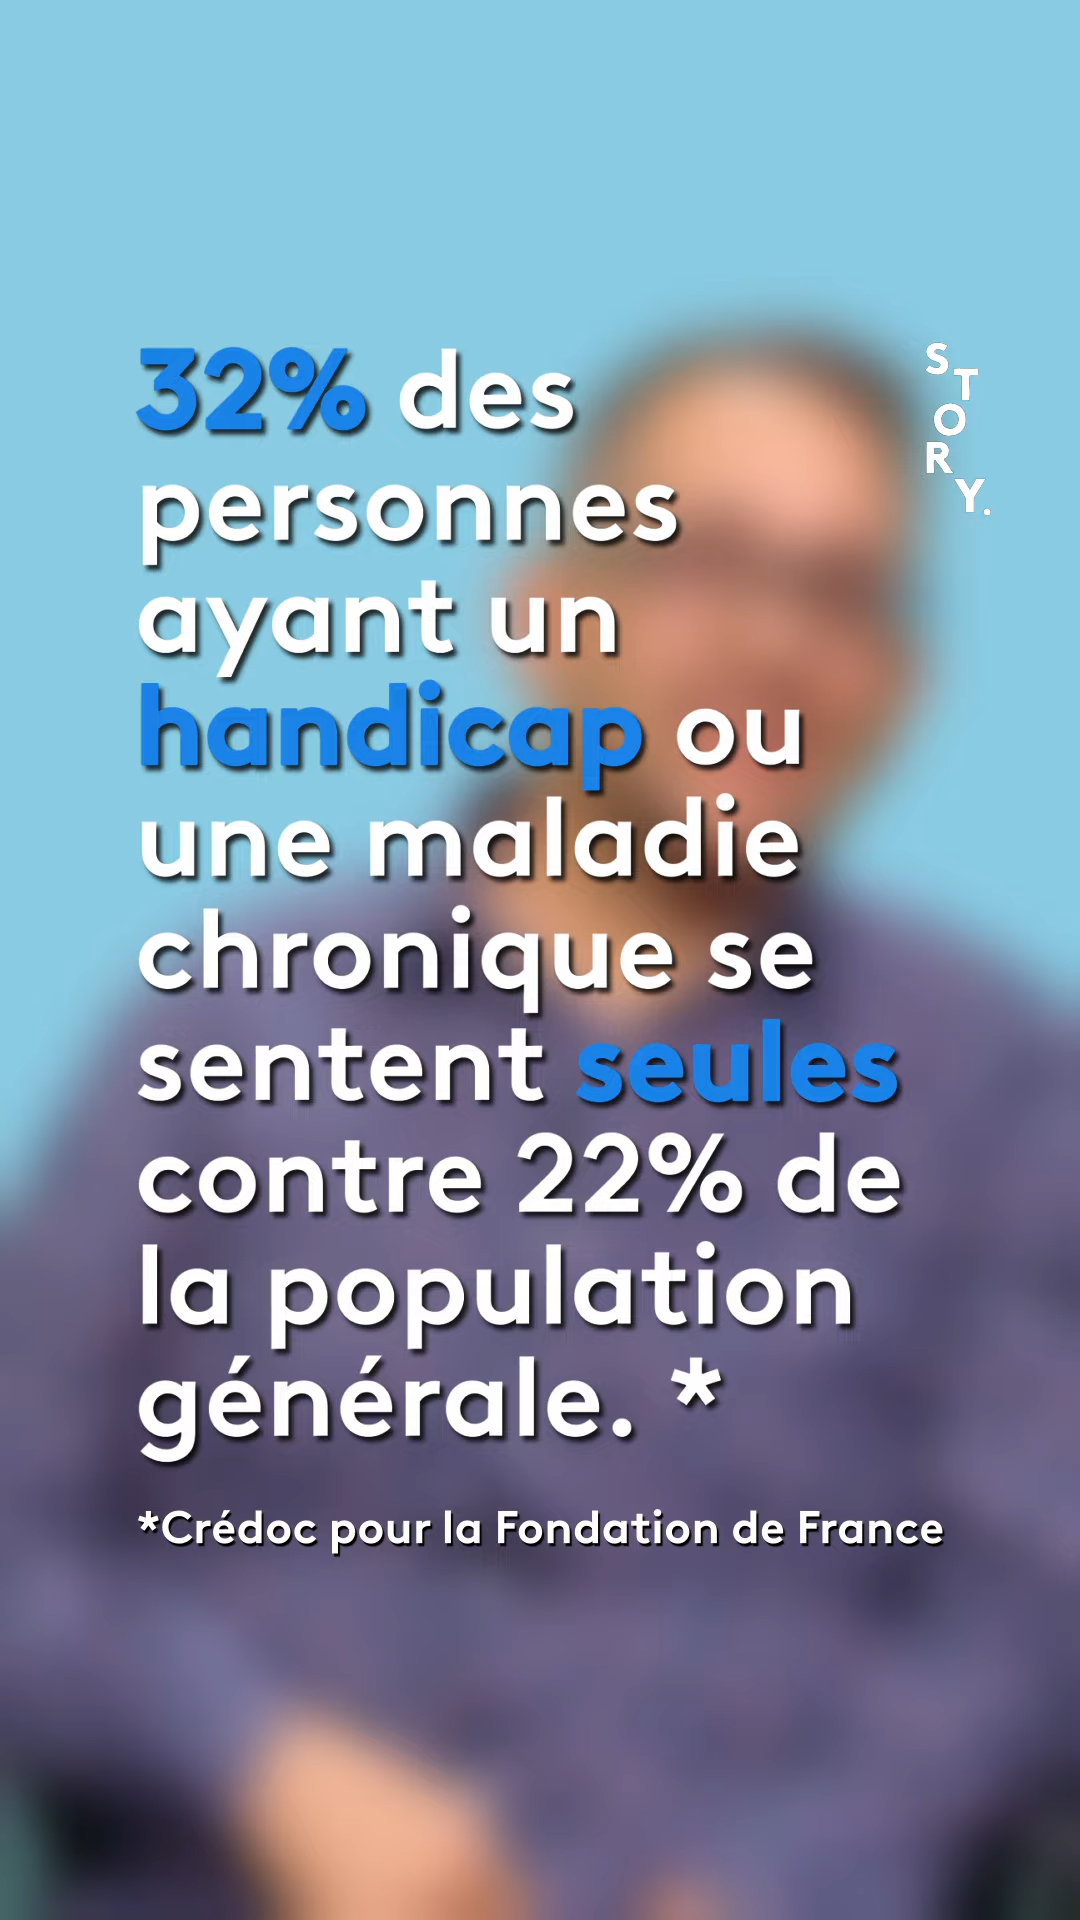 32% des
personnes
ayant un
handicap ou
une maladie
chronique se
sentent seules
contre 22% de
la population
générale. *
*Crédoc pour la Fondation de France
STORY.